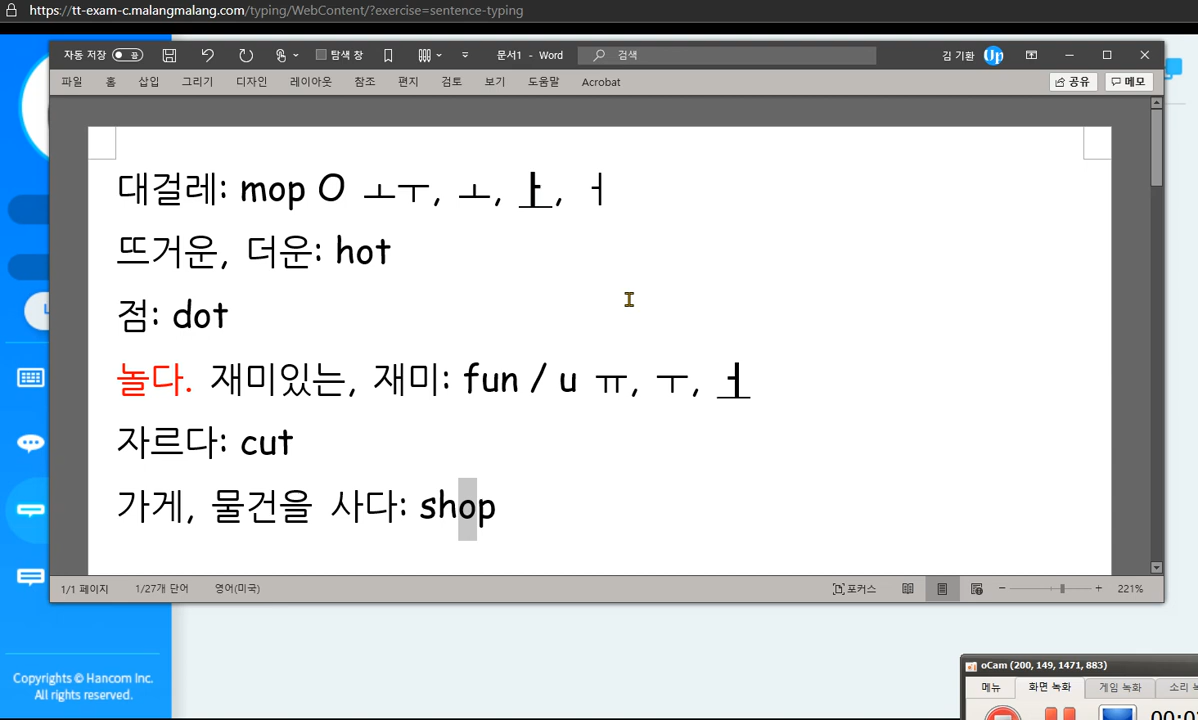 https://tt-exam-c.malangmalang.com/typing/WebContent/?exercise=sentence-typing
자동 저장 끔 탐색 창 문서1 - Word 검색 김 기환 Up
파일 홈 삽입 그리기 디자인 레이아웃 참조 편지 검토 보기 도움말 Acrobat 공유 메모
대걸레: mop O ㅗㅜ, ㅗ, ㅏ, ㅓ
뜨거운, 더운: hot
점: dot
놀다. 재미있는, 재미: fun / u ㅠ, ㅜ, ㅓ
자르다: cut
가게, 물건을 사다: shop
1/1 페이지 1/27개 단어 영어(미국) 포커스 221%
Copyrights © Hancom Inc.
All rights reserved.
oCam (200, 149, 1471, 883)
메뉴 화면 녹화 게임 녹화 소리